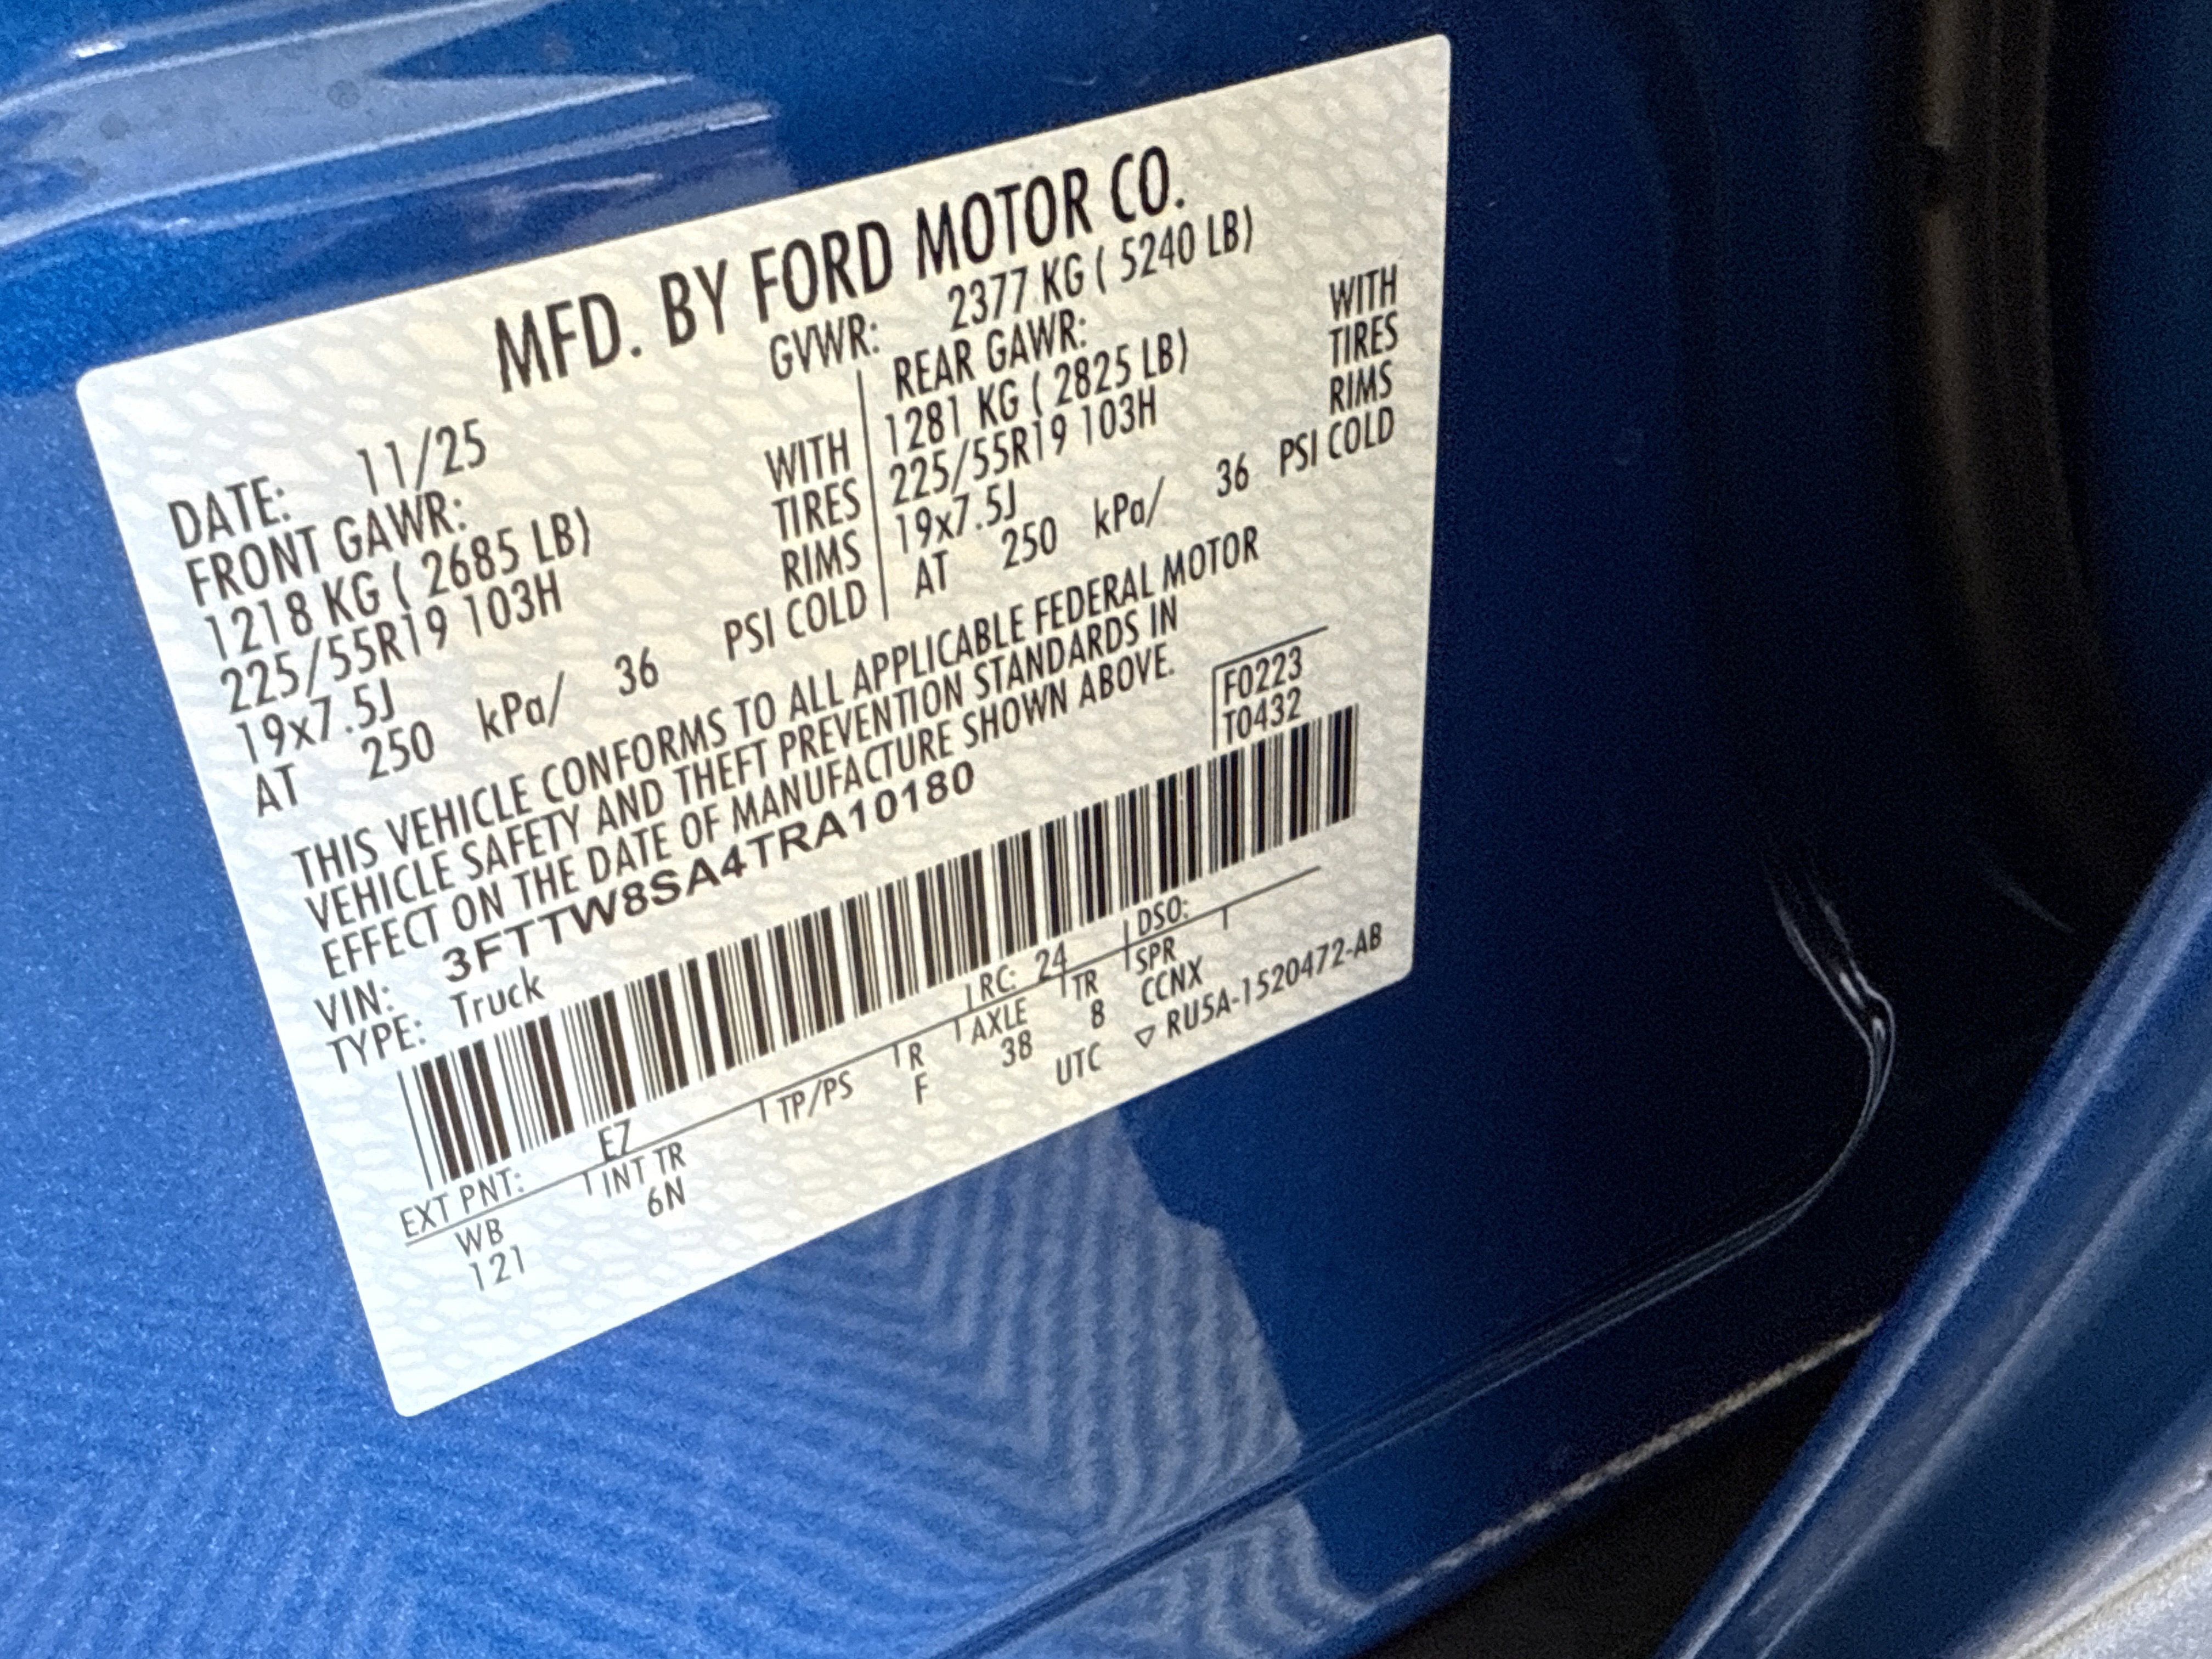 MFD. BY FORD MOTOR CO.
DATE: 11/25 GVWR: 2377 KG ( 5240 LB)
FRONT GAWR: REAR GAWR:
1218 KG ( 2685 LB) WITH 1281 KG ( 2825 LB) WITH
225/55R19 103H TIRES 225/55R19 103H TIRES
19x7.5J RIMS 19x7.5J RIMS
AT 250 kPa/ 36 PSI COLD AT 250 kPa/ 36 PSI COLD
THIS VEHICLE CONFORMS TO ALL APPLICABLE FEDERAL MOTOR
VEHICLE SAFETY AND THEFT PREVENTION STANDARDS IN
EFFECT ON THE DATE OF MANUFACTURE SHOWN ABOVE.
VIN: 3FTTW8SA4TRA10180 F0223
TYPE: Truck T0432
EXT PNT: EZ RC: 24 DSO:
WB INT TR TP/PS R AXLE TR SPR
121 6N F 38 8 CCNX
UTC ▽ RU5A-1520472-AB